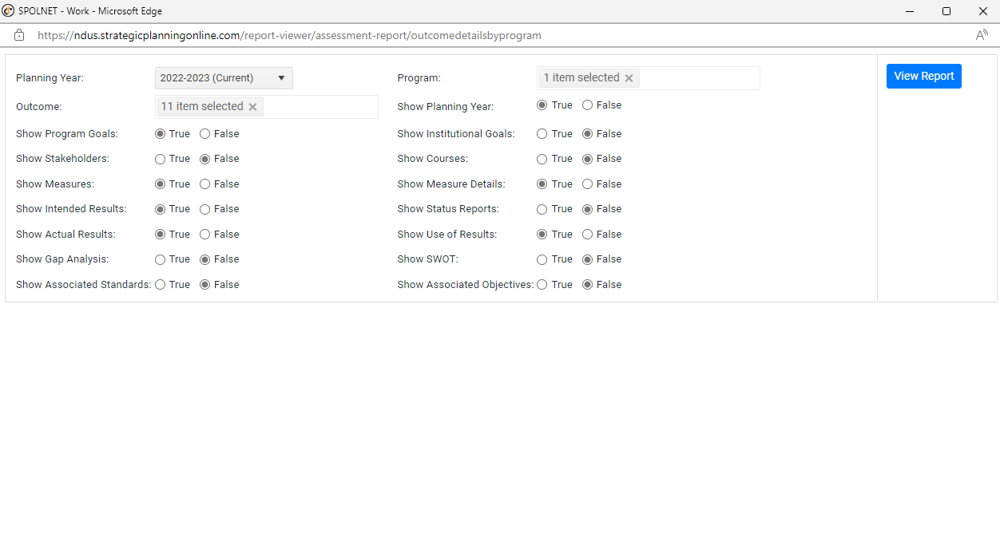 SPOLNET - Work - Microsoft Edge
https://ndus.strategicplanningonline.com/report-viewer/assessment-report/outcomedetailsbyprogram
Planning Year: 2022-2023 (Current) Program: 1 item selected View Report
Outcome: 11 item selected Show Planning Year: True False
Show Program Goals: True False Show Institutional Goals: True False
Show Stakeholders: True False Show Courses: True False
Show Measures: True False Show Measure Details: True False
Show Intended Results: True False Show Status Reports: True False
Show Actual Results: True False Show Use of Results: True False
Show Gap Analysis: True False Show SWOT: True False
Show Associated Standards: True False Show Associated Objectives: True False